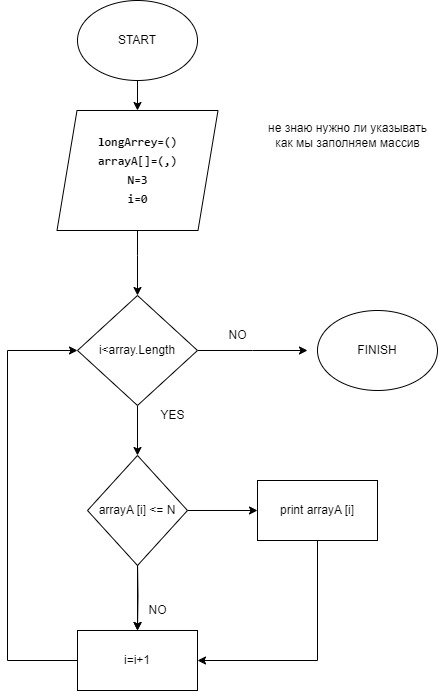 START
longArrey=()
arrayA[]=(,)
N=3
i=0
не знаю нужно ли указывать
как мы заполняем массив
i<array.Length
NO
FINISH
YES
arrayA [i] <= N
print arrayA [i]
NO
i=i+1